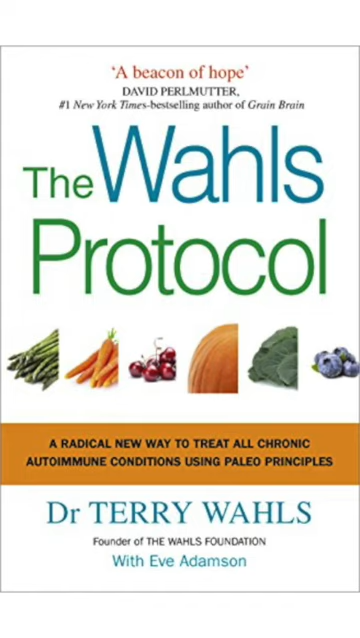 ‘A beacon of hope’
DAVID PERLMUTTER,
#1 New York Times-bestselling author of Grain Brain
The Wahls
Protocol
A RADICAL NEW WAY TO TREAT ALL CHRONIC
AUTOIMMUNE CONDITIONS USING PALEO PRINCIPLES
Dr TERRY WAHLS
Founder of THE WAHLS FOUNDATION
With Eve Adamson